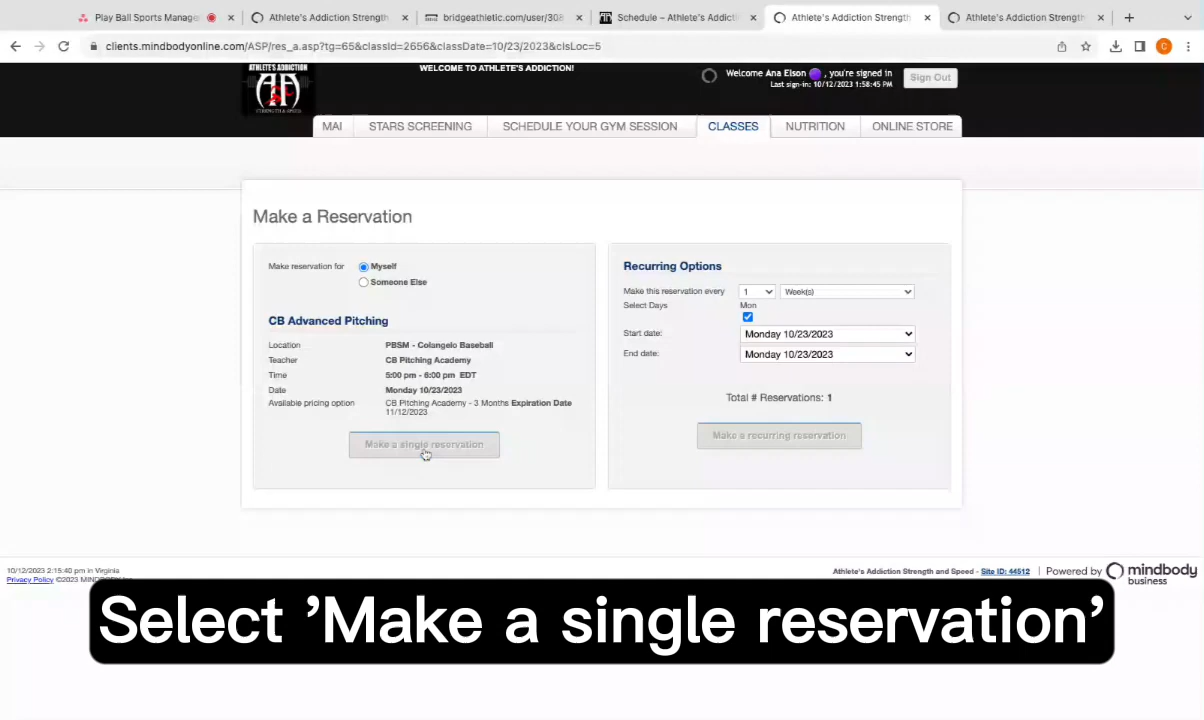 Play Ball Sports Manage
Athlete's Addiction Strength
bridgeathletic.com/user/308
Schedule – Athlete's Addicti
Athlete's Addiction Strength
Athlete's Addiction Strength
clients.mindbodyonline.com/ASP/res_a.asp?tg=65&classId=2656&classDate=10/23/2023&clsLoc=5
C
ATHLETE'S ADDICTION
STRENGTH & SPEED
WELCOME TO ATHLETE'S ADDICTION!
Welcome Ana Elson , you're signed in
Last sign-in: 10/12/2023 1:58:45 PM
Sign Out
MAI STARS SCREENING SCHEDULE YOUR GYM SESSION CLASSES NUTRITION ONLINE STORE
Make a Reservation
Make reservation for Myself
Someone Else
CB Advanced Pitching
Location PBSM - Colangelo Baseball
Teacher CB Pitching Academy
Time 5:00 pm - 6:00 pm EDT
Date Monday 10/23/2023
Available pricing option CB Pitching Academy - 3 Months Expiration Date
11/12/2023
Make a single reservation
Recurring Options
Make this reservation every 1 Week(s)
Select Days Mon
Start date: Monday 10/23/2023
End date: Monday 10/23/2023
Total # Reservations: 1
Make a recurring reservation
10/12/2023 2:15:40 pm in Virginia
Privacy Policy ©2023 MINDBODY
Athlete's Addiction Strength and Speed - Site ID: 44512 | Powered by mindbody
business
Select 'Make a single reservation'